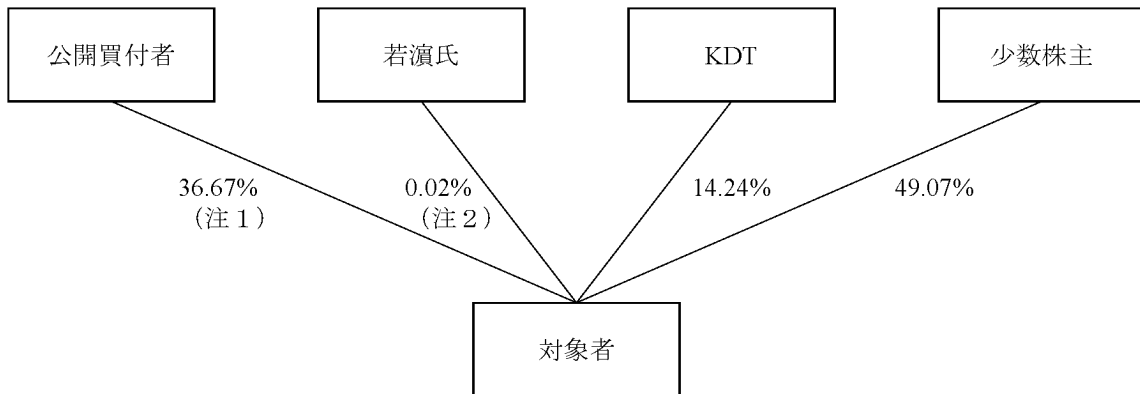 公開買付者
若濵氏
KDT
少数株主
36.67%
（注１）
0.02%
（注２）
14.24%
49.07%
対象者